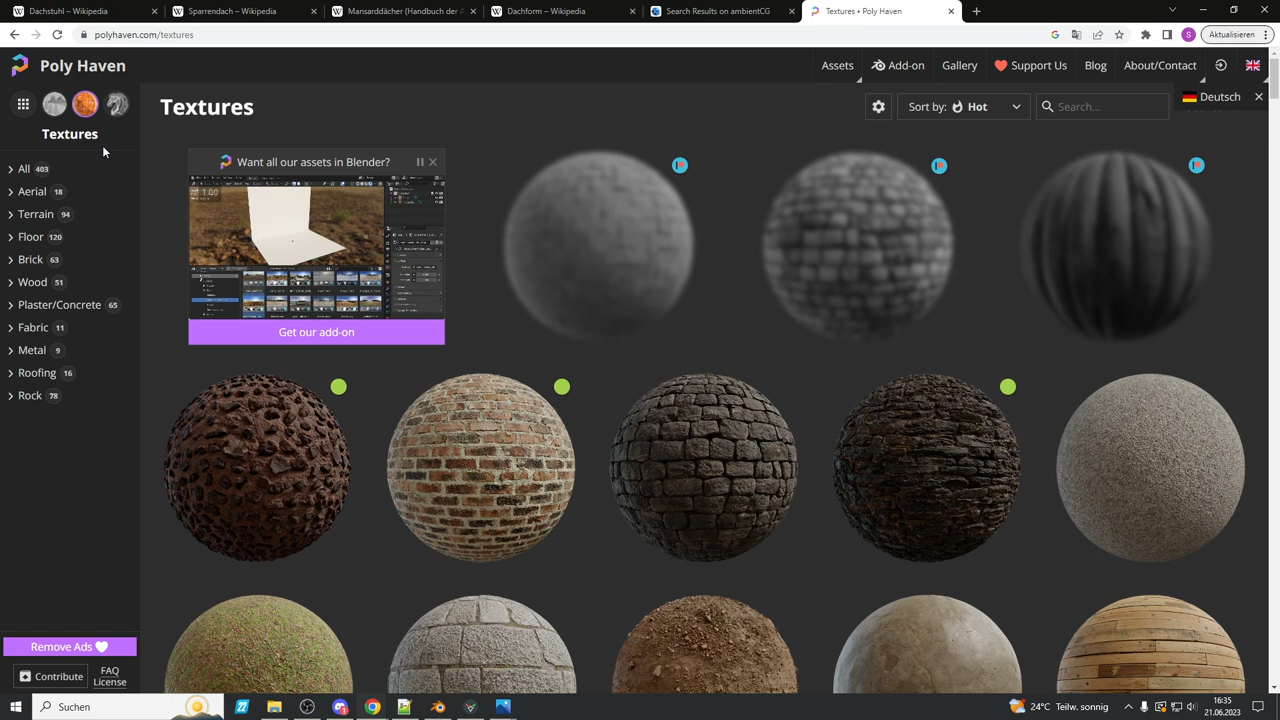 Dachstuhl – Wikipedia
Sparrendach – Wikipedia
Mansarddächer (Handbuch der A
Dachform – Wikipedia
Search Results on ambientCG
Textures • Poly Haven
polyhaven.com/textures
S
Aktualisieren
Poly Haven
Assets
Add-on
Gallery
Support Us
Blog
About/Contact
Deutsch
Textures
All 403
Aerial 18
Terrain 94
Floor 120
Brick 63
Wood 51
Plaster/Concrete 65
Fabric 11
Metal 9
Roofing 16
Rock 78
Remove Ads
Contribute
FAQ
License
Textures
Sort by: Hot
Search...
Want all our assets in Blender?
Get our add-on
Suchen
24°C Teilw. sonnig
16:35
21.06.2023